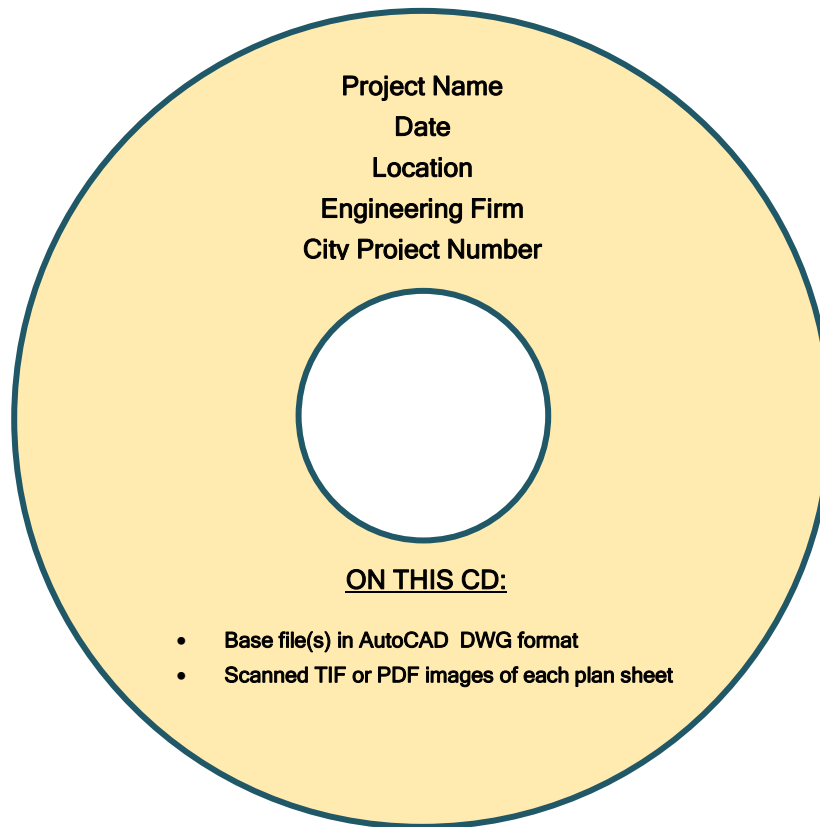 Project Name
Date
Location
Engineering Firm
City Project Number
ON THIS CD:
• Base file(s) in AutoCAD DWG format
• Scanned TIF or PDF images of each plan sheet